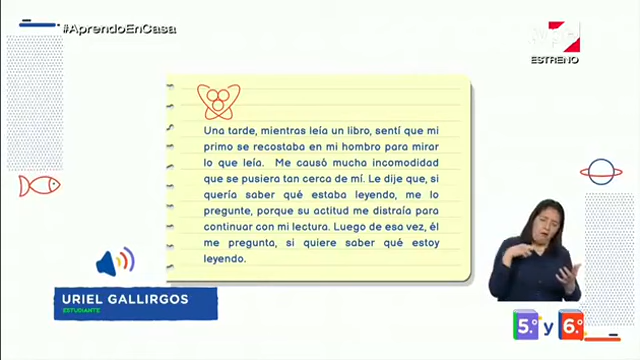 #AprendoEnCasa
ESTRENO
Una tarde, mientras leía un libro, sentí que mi
primo se recostaba en mi hombro para mirar
lo que leía. Me causó mucha incomodidad
que se pusiera tan cerca de mí. Le dije que, si
quería saber qué estaba leyendo, me lo
pregunte, porque su actitud me distraía para
continuar con mi lectura. Luego de esa vez, él
me pregunta, si quiere saber qué estoy
leyendo.
URIEL GALLIRGOS
ESTUDIANTE
5.° y 6.°